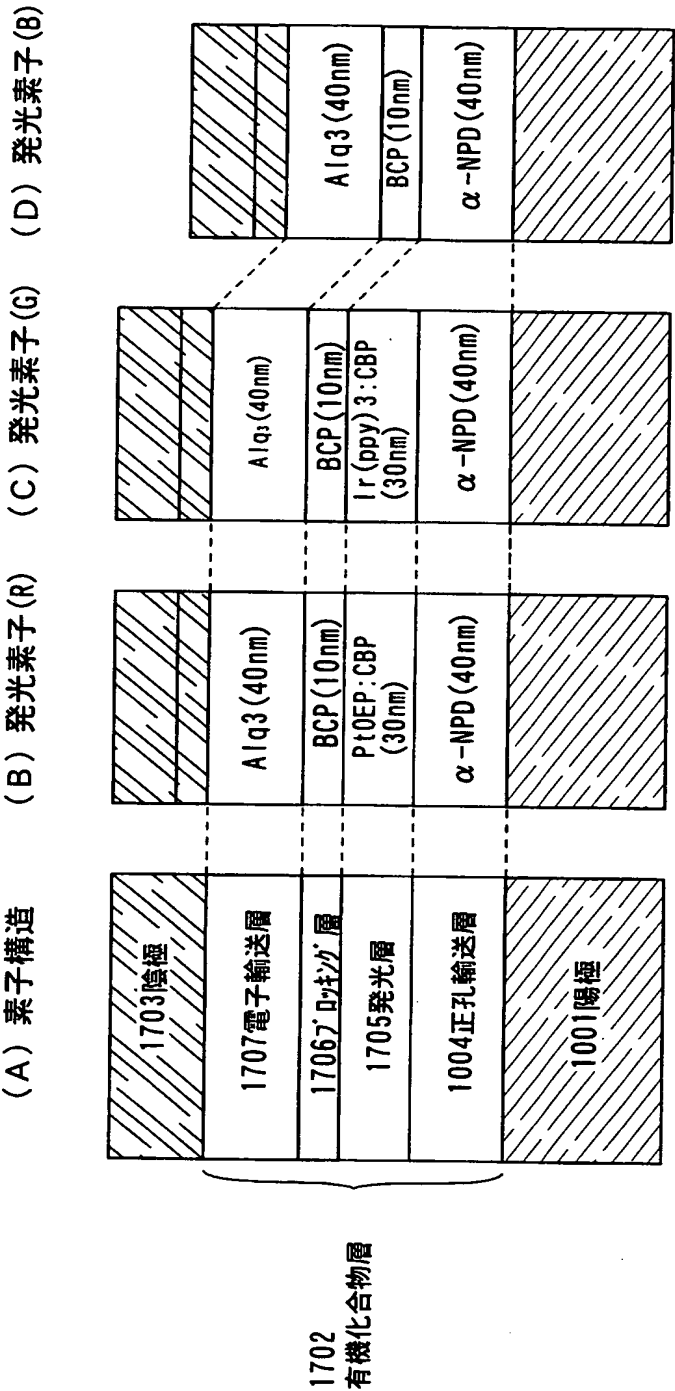 (A) 素子構造
1703陰極
1707電子輸送層
1706ブロッキング層
1705発光層
1004正孔輸送層
1001陽極
1702
有機化合物層
(B) 発光素子(R)
Alq3(40nm)
BCP(10nm)
PtOEP:CBP
(30nm)
α-NPD(40nm)
(C) 発光素子(G)
Alq₃(40nm)
BCP(10nm)
Ir(ppy)3:CBP
(30nm)
α-NPD(40nm)
(D) 発光素子(B)
Alq3(40nm)
BCP(10nm)
α-NPD(40nm)